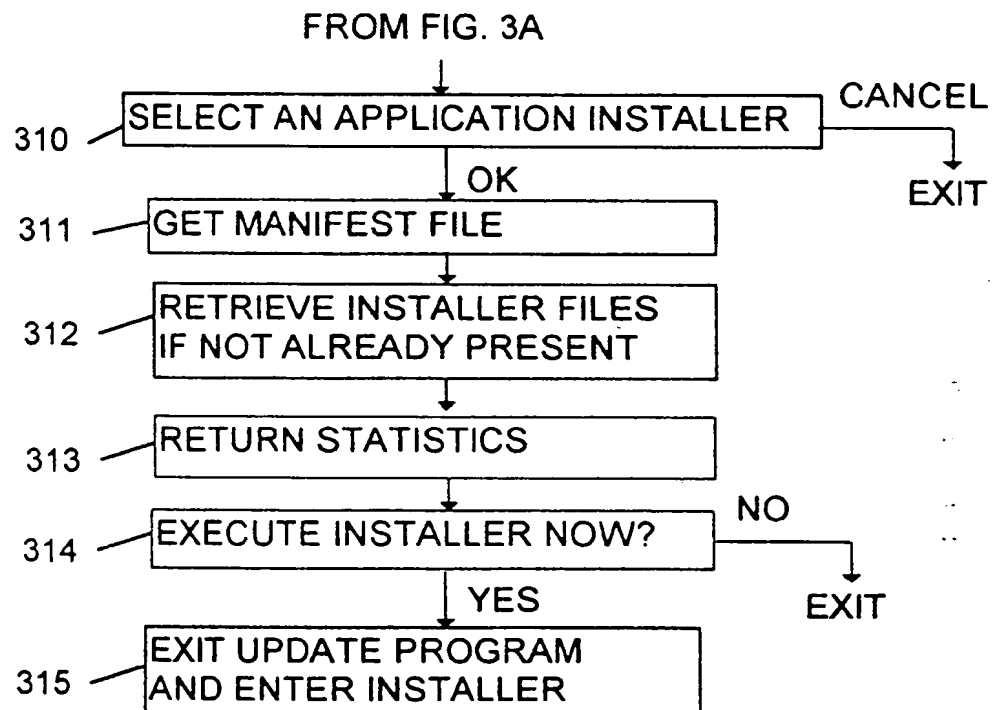 FROM FIG. 3A
310 SELECT AN APPLICATION INSTALLER CANCEL
OK EXIT
311 GET MANIFEST FILE
312 RETRIEVE INSTALLER FILES
IF NOT ALREADY PRESENT
313 RETURN STATISTICS
314 EXECUTE INSTALLER NOW? NO
YES EXIT
315 EXIT UPDATE PROGRAM
AND ENTER INSTALLER